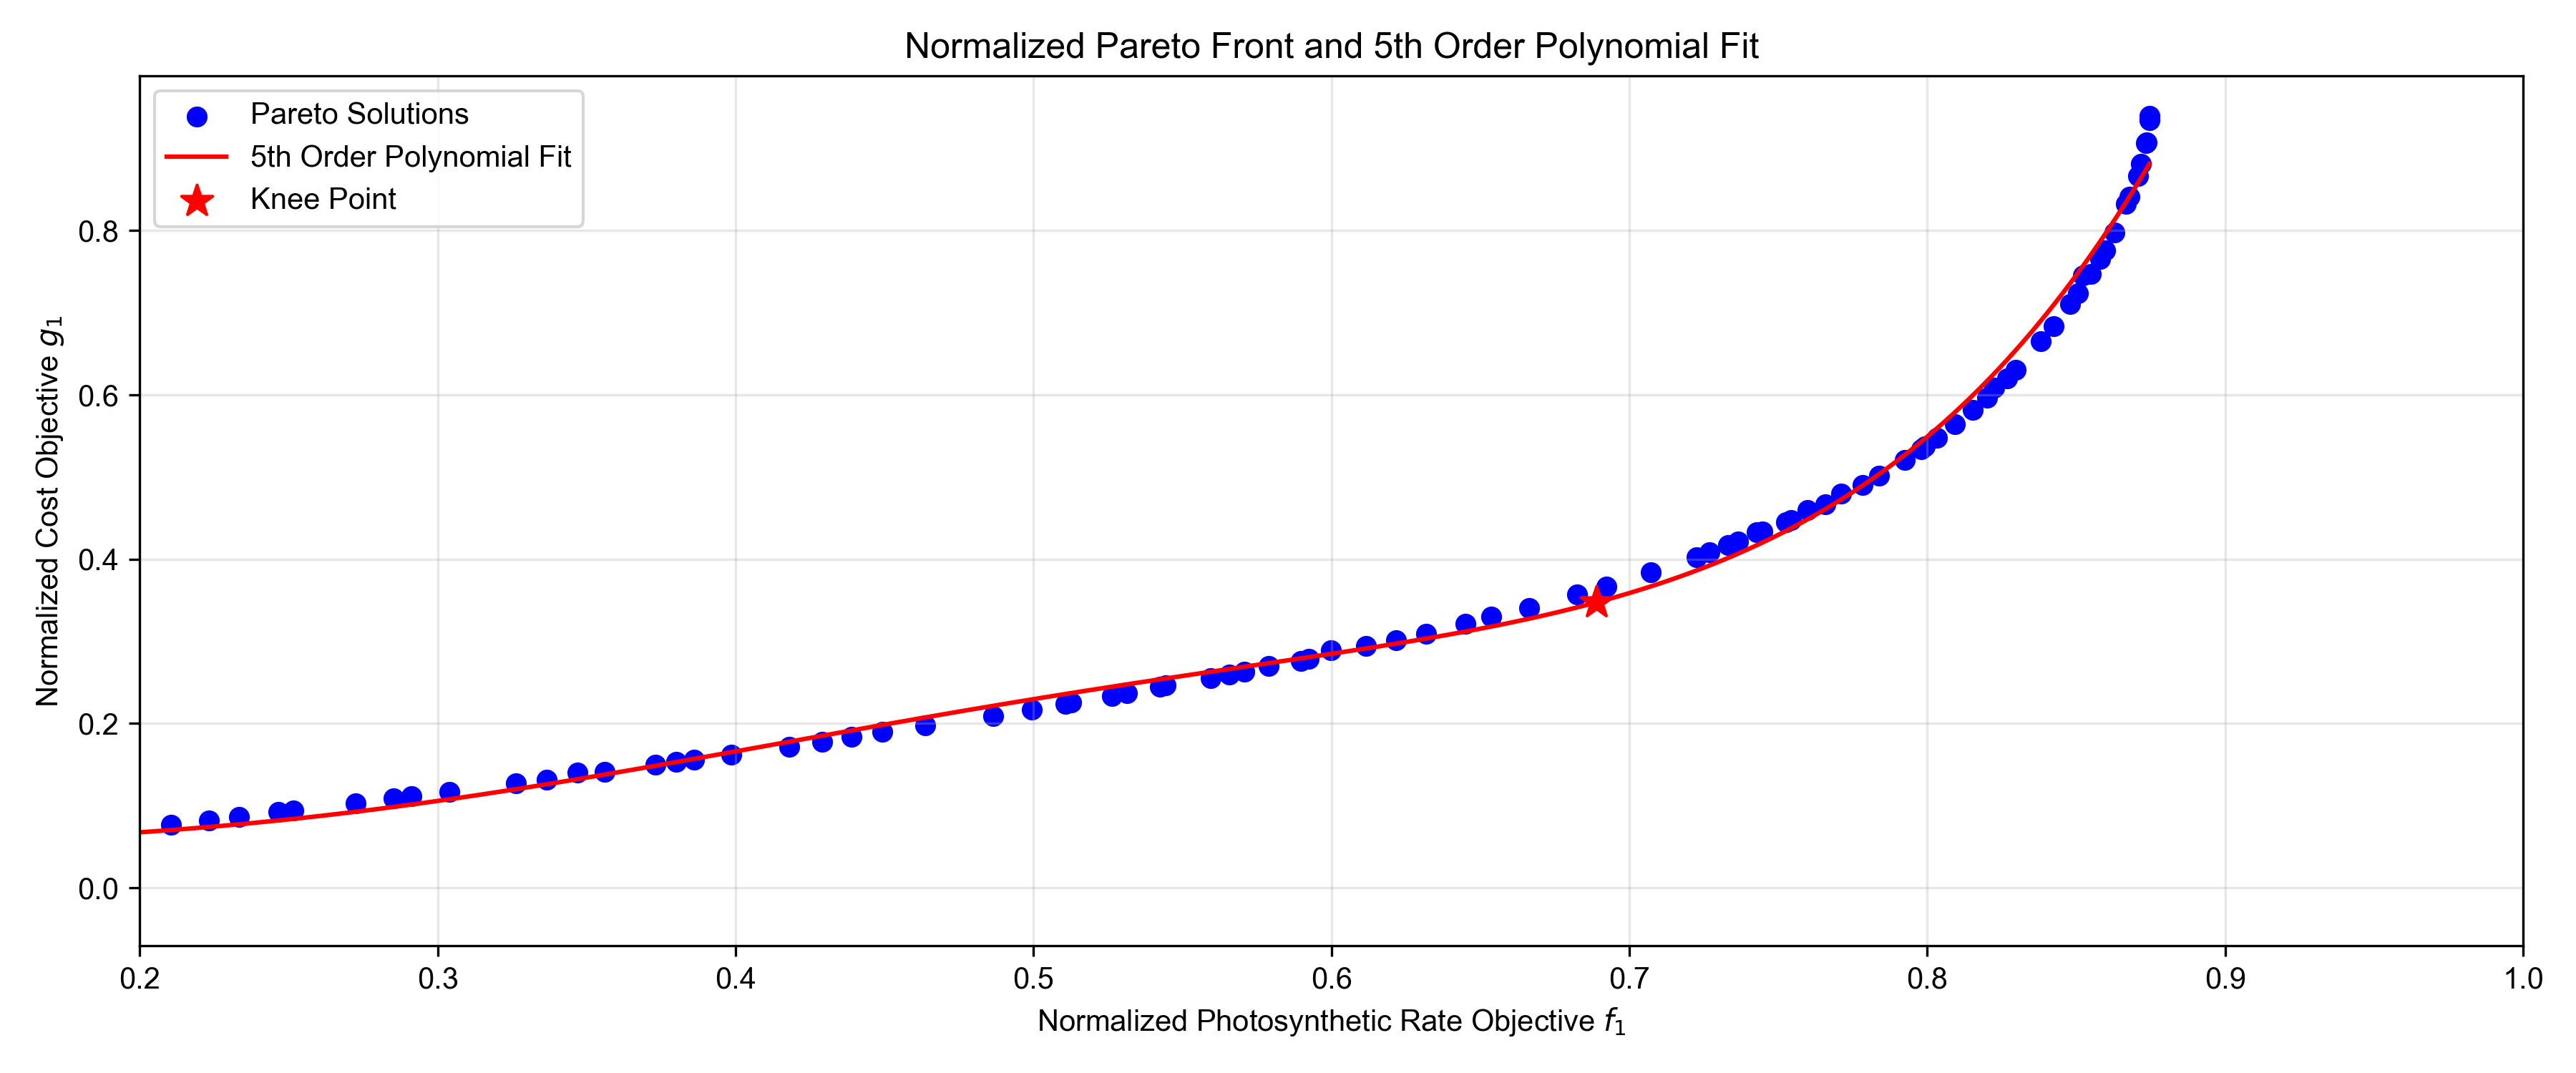 Normalized Pareto Front and 5th Order Polynomial Fit
Pareto Solutions
5th Order Polynomial Fit
Knee Point
Normalized Cost Objective g₁
0.8
0.6
0.4
0.2
0.0
0.2 0.3 0.4 0.5 0.6 0.7 0.8 0.9 1.0
Normalized Photosynthetic Rate Objective f₁